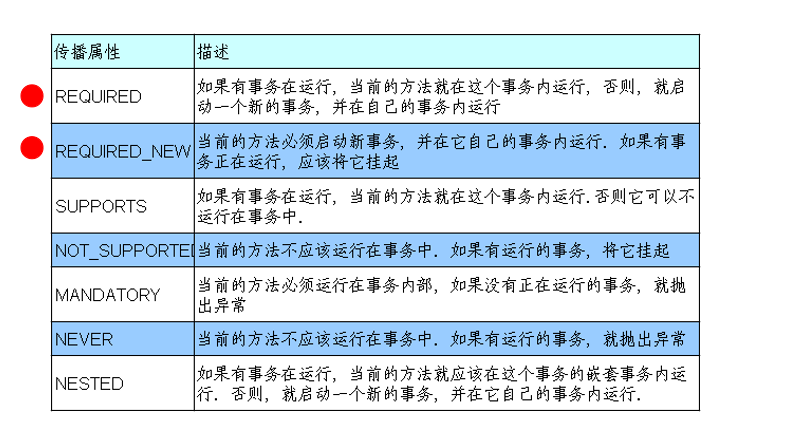 传播属性 描述
REQUIRED 如果有事务在运行，当前的方法就在这个事务内运行，否则，就启
动一个新的事务，并在自己的事务内运行
REQUIRED_NEW 当前的方法必须启动新事务，并在它自己的事务内运行．如果有事
务正在运行，应该将它挂起
SUPPORTS 如果有事务在运行，当前的方法就在这个事务内运行.否则它可以不
运行在事务中．
NOT_SUPPORTED 当前的方法不应该运行在事务中．如果有运行的事务，将它挂起
MANDATORY 当前的方法必须运行在事务内部，如果没有正在运行的事务，就抛
出异常
NEVER 当前的方法不应该运行在事务中．如果有运行的事务，就抛出异常
NESTED 如果有事务在运行，当前的方法就应该在这个事务的嵌套事务内运
行．否则，就启动一个新的事务，并在它自己的事务内运行．